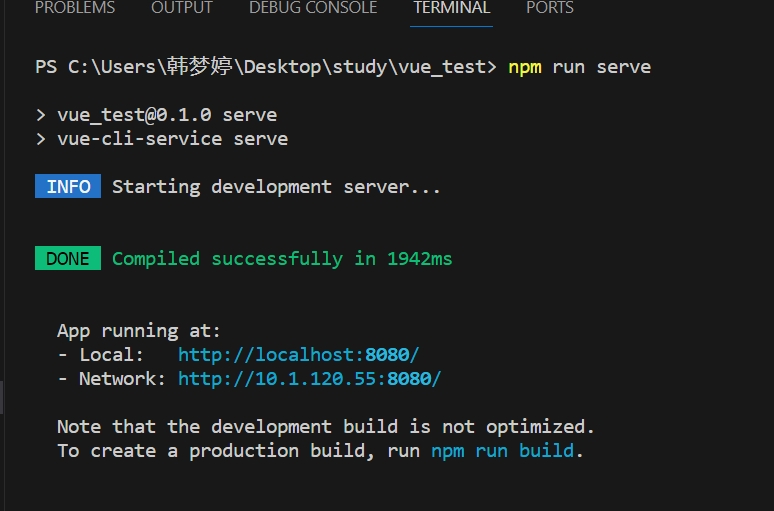 PROBLEMS OUTPUT DEBUG CONSOLE TERMINAL PORTS
PS C:\Users\韩梦婷\Desktop\study\vue_test> npm run serve
> vue_test@0.1.0 serve
> vue-cli-service serve
INFO Starting development server...
DONE Compiled successfully in 1942ms
App running at:
- Local: http://localhost:8080/
- Network: http://10.1.120.55:8080/
Note that the development build is not optimized.
To create a production build, run npm run build.